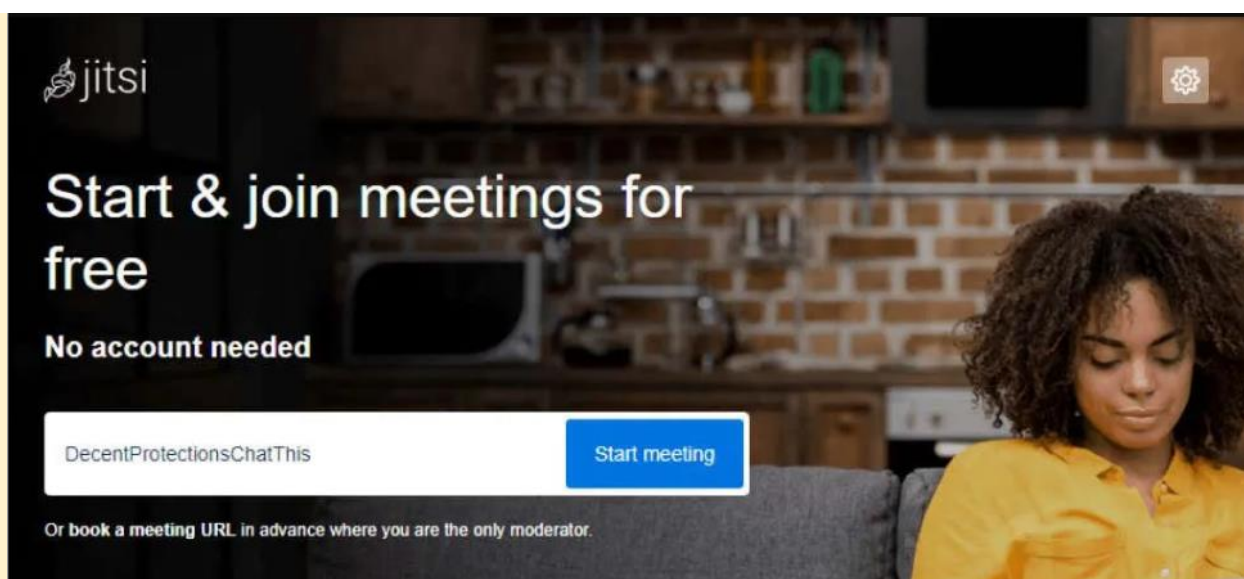 jitsi
Start & join meetings for
free
No account needed
DecentProtectionsChatThis
Start meeting
Or book a meeting URL in advance where you are the only moderator.